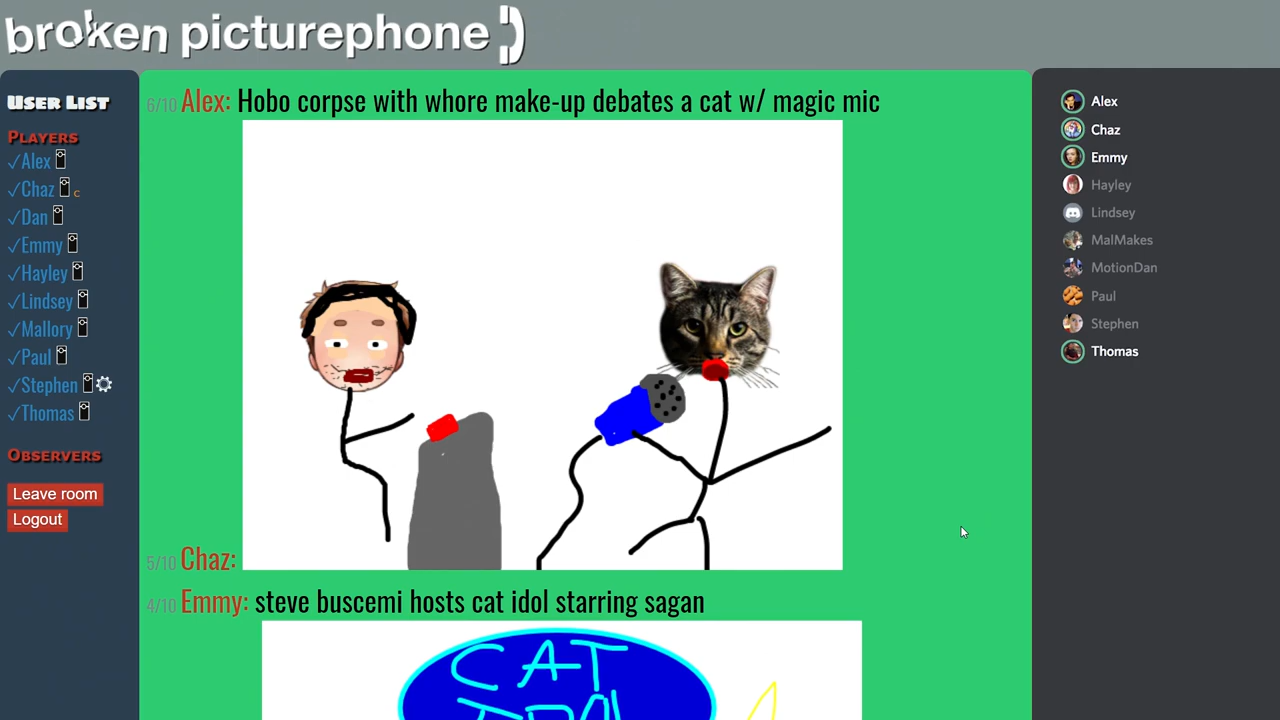 broken picturephone
USER LIST
PLAYERS
✓Alex
✓Chaz c
✓Dan
✓Emmy
✓Hayley
✓Lindsey
✓Mallory
✓Paul
✓Stephen
✓Thomas
OBSERVERS
Leave room
Logout
6/10 Alex: Hobo corpse with whore make-up debates a cat w/ magic mic
5/10 Chaz:
4/10 Emmy: steve buscemi hosts cat idol starring sagan
CAT
IDOL
Alex
Chaz
Emmy
Hayley
Lindsey
MalMakes
MotionDan
Paul
Stephen
Thomas